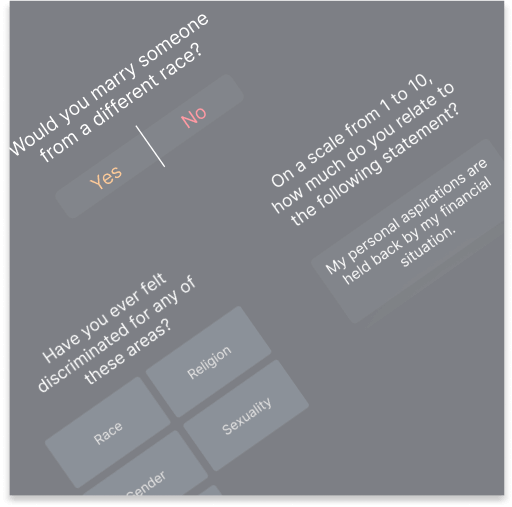 Would you marry someone
from a different race?
Yes
No
On a scale from 1 to 10,
how much do you relate to
the following statement?
My personal aspirations are
held back by my financial
situation.
Have you ever felt
discriminated for any of
these areas?
Race
Religion
Gender
Sexuality